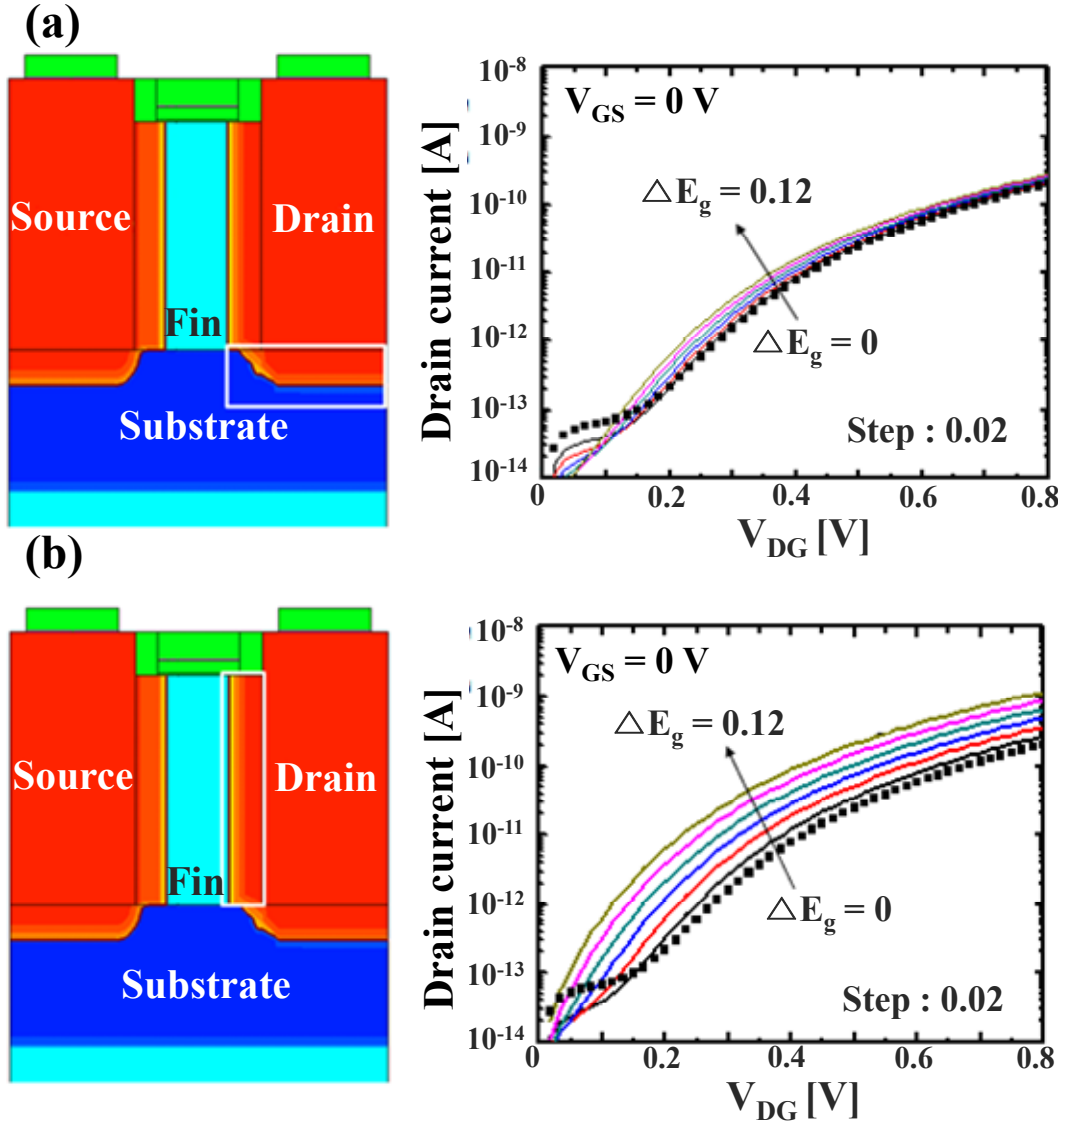 (a)
Source
Drain
Fin
Substrate
Drain current [A]
10⁻⁸
10⁻⁹
10⁻¹⁰
10⁻¹¹
10⁻¹²
10⁻¹³
10⁻¹⁴
V_GS = 0 V
△E_g = 0.12
△E_g = 0
Step : 0.02
0 0.2 0.4 0.6 0.8
V_DG [V]
(b)
Source
Drain
Fin
Substrate
Drain current [A]
10⁻⁸
10⁻⁹
10⁻¹⁰
10⁻¹¹
10⁻¹²
10⁻¹³
10⁻¹⁴
V_GS = 0 V
△E_g = 0.12
△E_g = 0
Step : 0.02
0 0.2 0.4 0.6 0.8
V_DG [V]